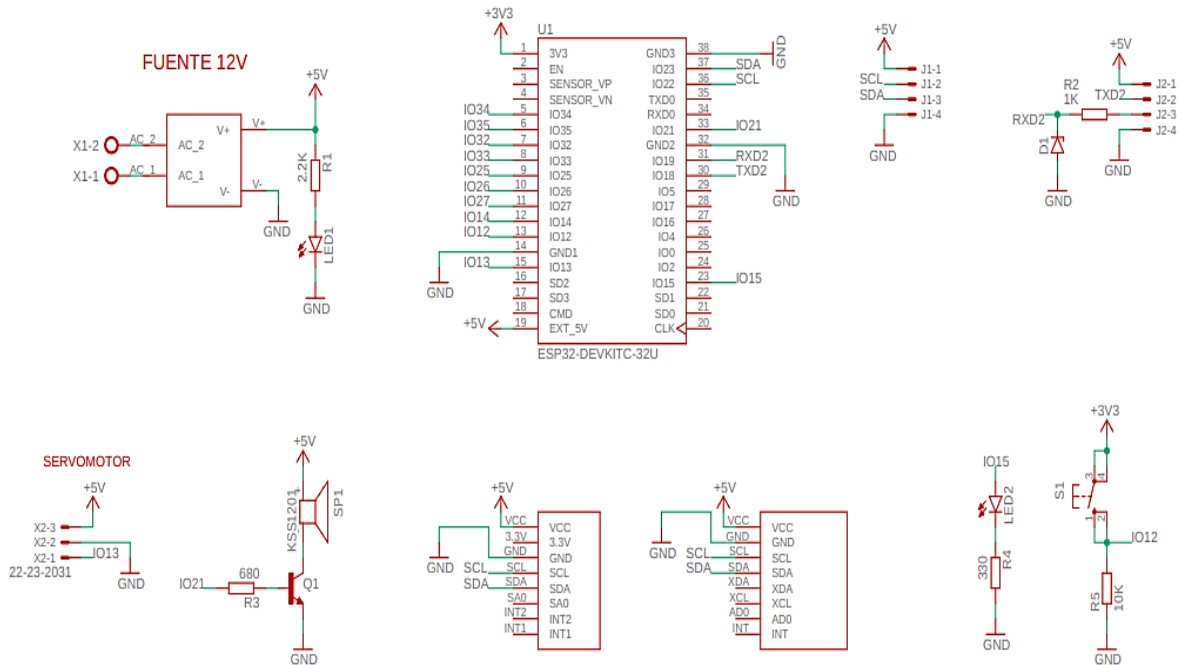 FUENTE 12V
+5V
X1-2
AC_2
X1-1
AC_1
AC_2
AC_1
V+
V-
V+
V-
GND
R1
2.2K
LED1
GND
+3V3
U1
1 3V3
2 EN
3 SENSOR_VP
4 SENSOR_VN
IO34 5 IO34
IO35 6 IO35
IO32 7 IO32
IO33 8 IO33
IO25 9 IO25
IO26 10 IO26
IO27 11 IO27
IO14 12 IO14
IO12 13 IO12
14 GND1
IO13 15 IO13
16 SD2
17 SD3
18 CMD
+5V 19 EXT_5V
GND
GND3 38 GND
IO23 37 SDA
IO22 36 SCL
TXD0 35
RXD0 34
IO21 33 IO21
GND2 32
IO19 31 RXD2
IO18 30 TXD2
IO5 29
IO17 28
IO16 27
IO4 26
IO0 25
IO2 24
IO15 23 IO15
SD1 22
SD0 21
CLK 20
GND
ESP32-DEVKITC-32U
+5V
J1-1
SCL J1-2
SDA J1-3
J1-4
GND
+5V
R2
1K
TXD2
RXD2
J2-1
J2-2
J2-3
J2-4
D1
GND
GND
SERVOMOTOR
+5V
X2-3
X2-2
X2-1 IO13
22-23-2031
GND
+5V
KSS1201
SP1
IO21
680
R3
Q1
GND
+5V
GND
VCC VCC
3.3V 3.3V
GND GND
SCL SCL SCL
SDA SDA SDA
SA0 SA0
INT2 INT2
INT1 INT1
+5V
GND
VCC VCC
GND GND
SCL SCL SCL
SDA SDA SDA
XDA XDA
XCL XCL
AD0 AD0
INT INT
IO15
LED2
330
R4
GND
+3V3
S1
3
4
1
2
IO12
R5
10K
GND